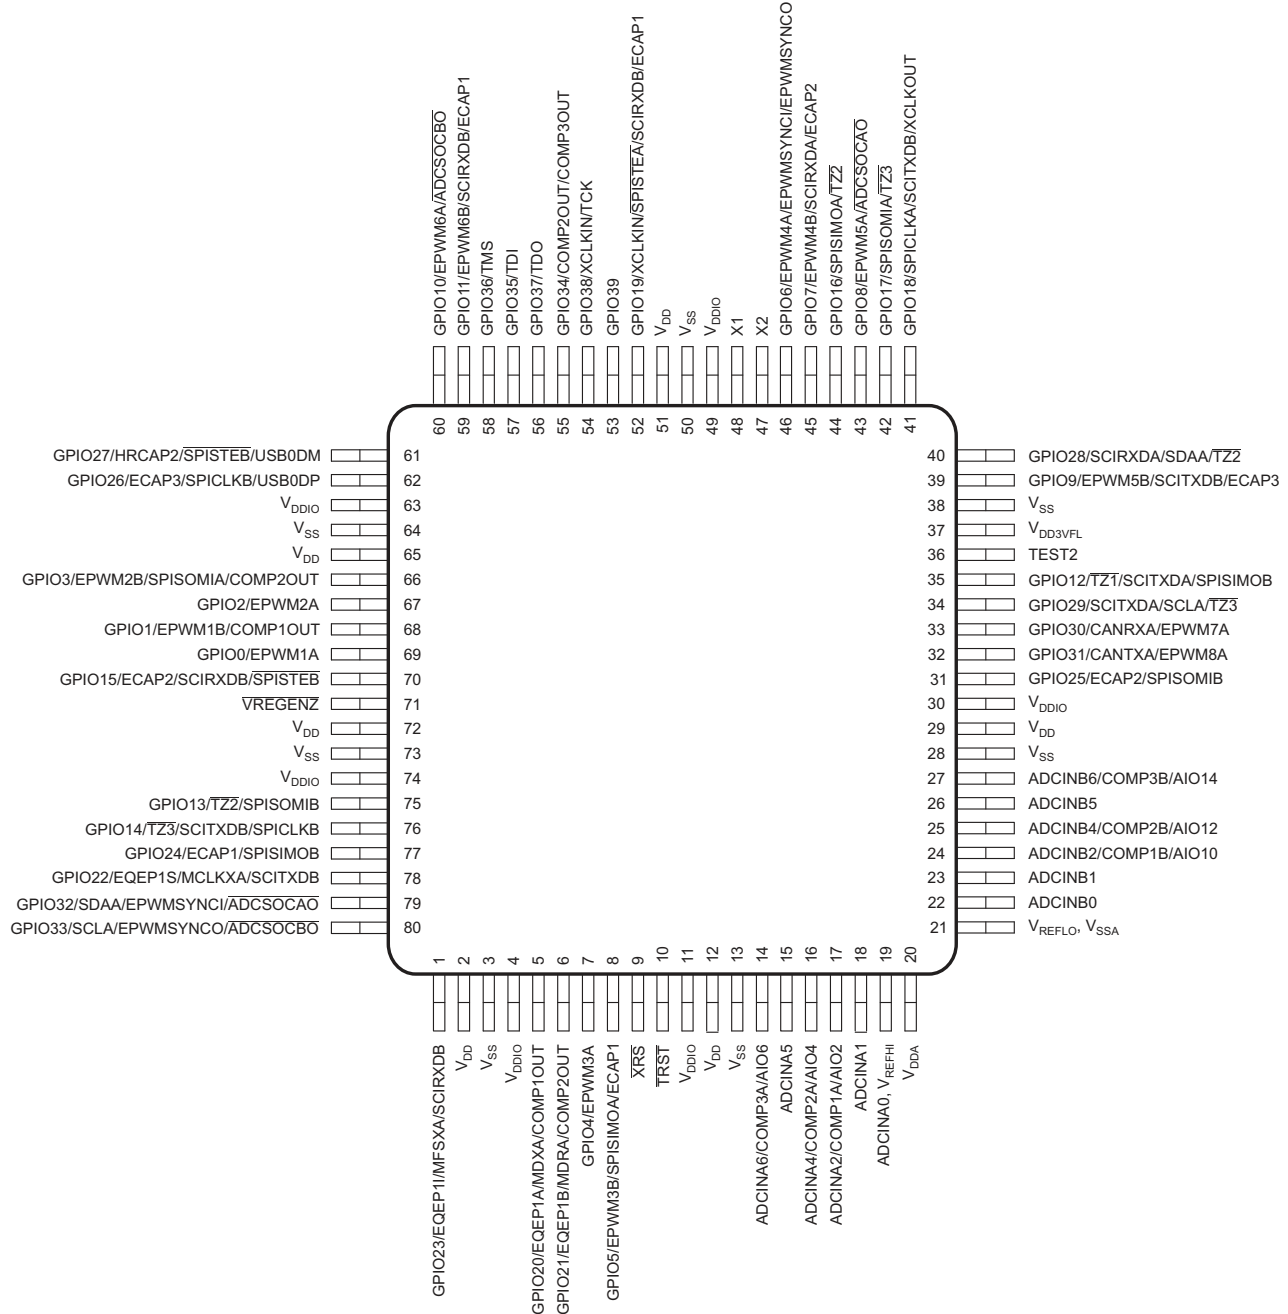 GPIO10/EPWM6A/ADCSOCBO
GPIO11/EPWM6B/SCIRXDB/ECAP1
GPIO36/TMS
GPIO35/TDI
GPIO37/TDO
GPIO34/COMP2OUT/COMP3OUT
GPIO38/XCLKIN/TCK
GPIO39
GPIO19/XCLKIN/SPISTEA/SCIRXDB/ECAP1
VDD
VSS
VDDIO
X1
X2
GPIO6/EPWM4A/EPWMSYNCI/EPWMSYNCO
GPIO7/EPWM4B/SCIRXDA/ECAP2
GPIO16/SPISIMOA/TZ2
GPIO8/EPWM5A/ADCSOCAO
GPIO17/SPISOMIA/TZ3
GPIO18/SPICLKA/SCITXDB/XCLKOUT
60
59
58
57
56
55
54
53
52
51
50
49
48
47
46
45
44
43
42
41
GPIO27/HRCAP2/SPISTEB/USB0DM 61
GPIO26/ECAP3/SPICLKB/USB0DP 62
VDDIO 63
VSS 64
VDD 65
GPIO3/EPWM2B/SPISOMIA/COMP2OUT 66
GPIO2/EPWM2A 67
GPIO1/EPWM1B/COMP1OUT 68
GPIO0/EPWM1A 69
GPIO15/ECAP2/SCIRXDB/SPISTEB 70
VREGENZ 71
VDD 72
VSS 73
VDDIO 74
GPIO13/TZ2/SPISOMIB 75
GPIO14/TZ3/SCITXDB/SPICLKB 76
GPIO24/ECAP1/SPISIMOB 77
GPIO22/EQEP1S/MCLKXA/SCITXDB 78
GPIO32/SDAA/EPWMSYNCI/ADCSOCAO 79
GPIO33/SCLA/EPWMSYNCO/ADCSOCBO 80
40 GPIO28/SCIRXDA/SDAA/TZ2
39 GPIO9/EPWM5B/SCITXDB/ECAP3
38 VSS
37 VDD3VFL
36 TEST2
35 GPIO12/TZ1/SCITXDA/SPISIMOB
34 GPIO29/SCITXDA/SCLA/TZ3
33 GPIO30/CANRXA/EPWM7A
32 GPIO31/CANTXA/EPWM8A
31 GPIO25/ECAP2/SPISOMIB
30 VDDIO
29 VDD
28 VSS
27 ADCINB6/COMP3B/AIO14
26 ADCINB5
25 ADCINB4/COMP2B/AIO12
24 ADCINB2/COMP1B/AIO10
23 ADCINB1
22 ADCINB0
21 VREFLO, VSSA
1
2
3
4
5
6
7
8
9
10
11
12
13
14
15
16
17
18
19
20
GPIO23/EQEP1I/MFSXA/SCIRXDB
VDD
VSS
VDDIO
GPIO20/EQEP1A/MDXA/COMP1OUT
GPIO21/EQEP1B/MDRA/COMP2OUT
GPIO4/EPWM3A
GPIO5/EPWM3B/SPISIMOA/ECAP1
XRS
TRST
VDDIO
VDD
VSS
ADCINA6/COMP3A/AIO6
ADCINA5
ADCINA4/COMP2A/AIO4
ADCINA2/COMP1A/AIO2
ADCINA1
ADCINA0, VREFHI
VDDA